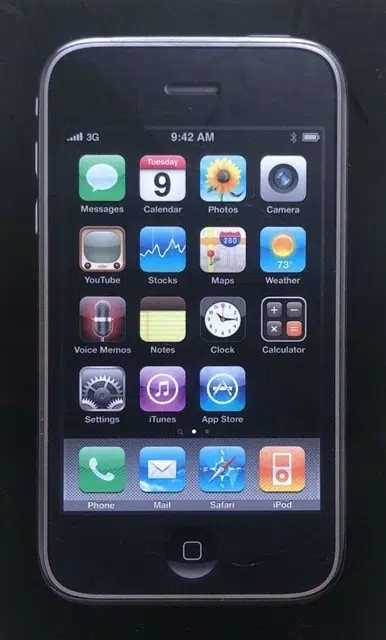 3G 9:42 AM
Tuesday
9
280
73°
Messages Calendar Photos Camera
YouTube Stocks Maps Weather
Voice Memos Notes Clock Calculator
Settings iTunes App Store
Phone Mail Safari iPod